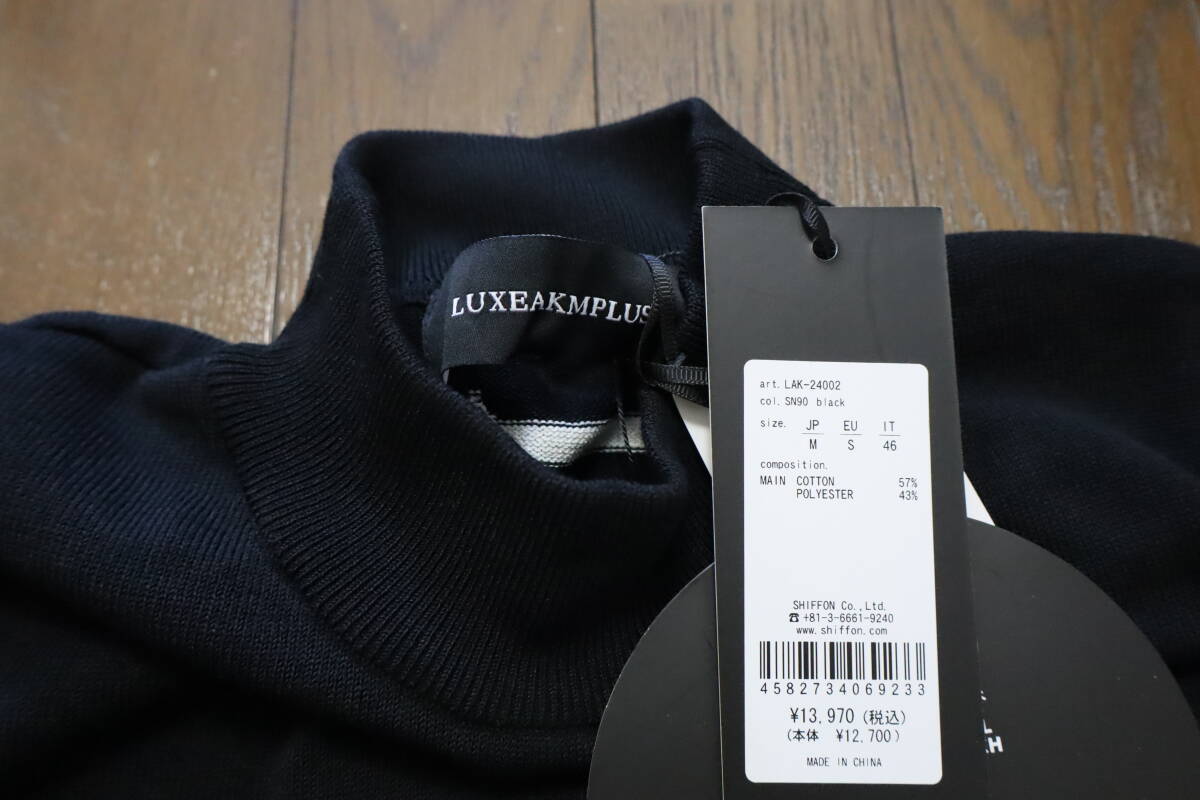 LUXEAKMPLUS
art. LAK-24002
col. SN90 black
size. JP EU IT
M S 46
composition.
MAIN COTTON 57%
POLYESTER 43%
SHIFFON Co.,Ltd.
☎ +81-3-6661-9240
www.shiffon.com
4582734069233
¥13,970 (税込)
(本体 ¥12,700)
MADE IN CHINA